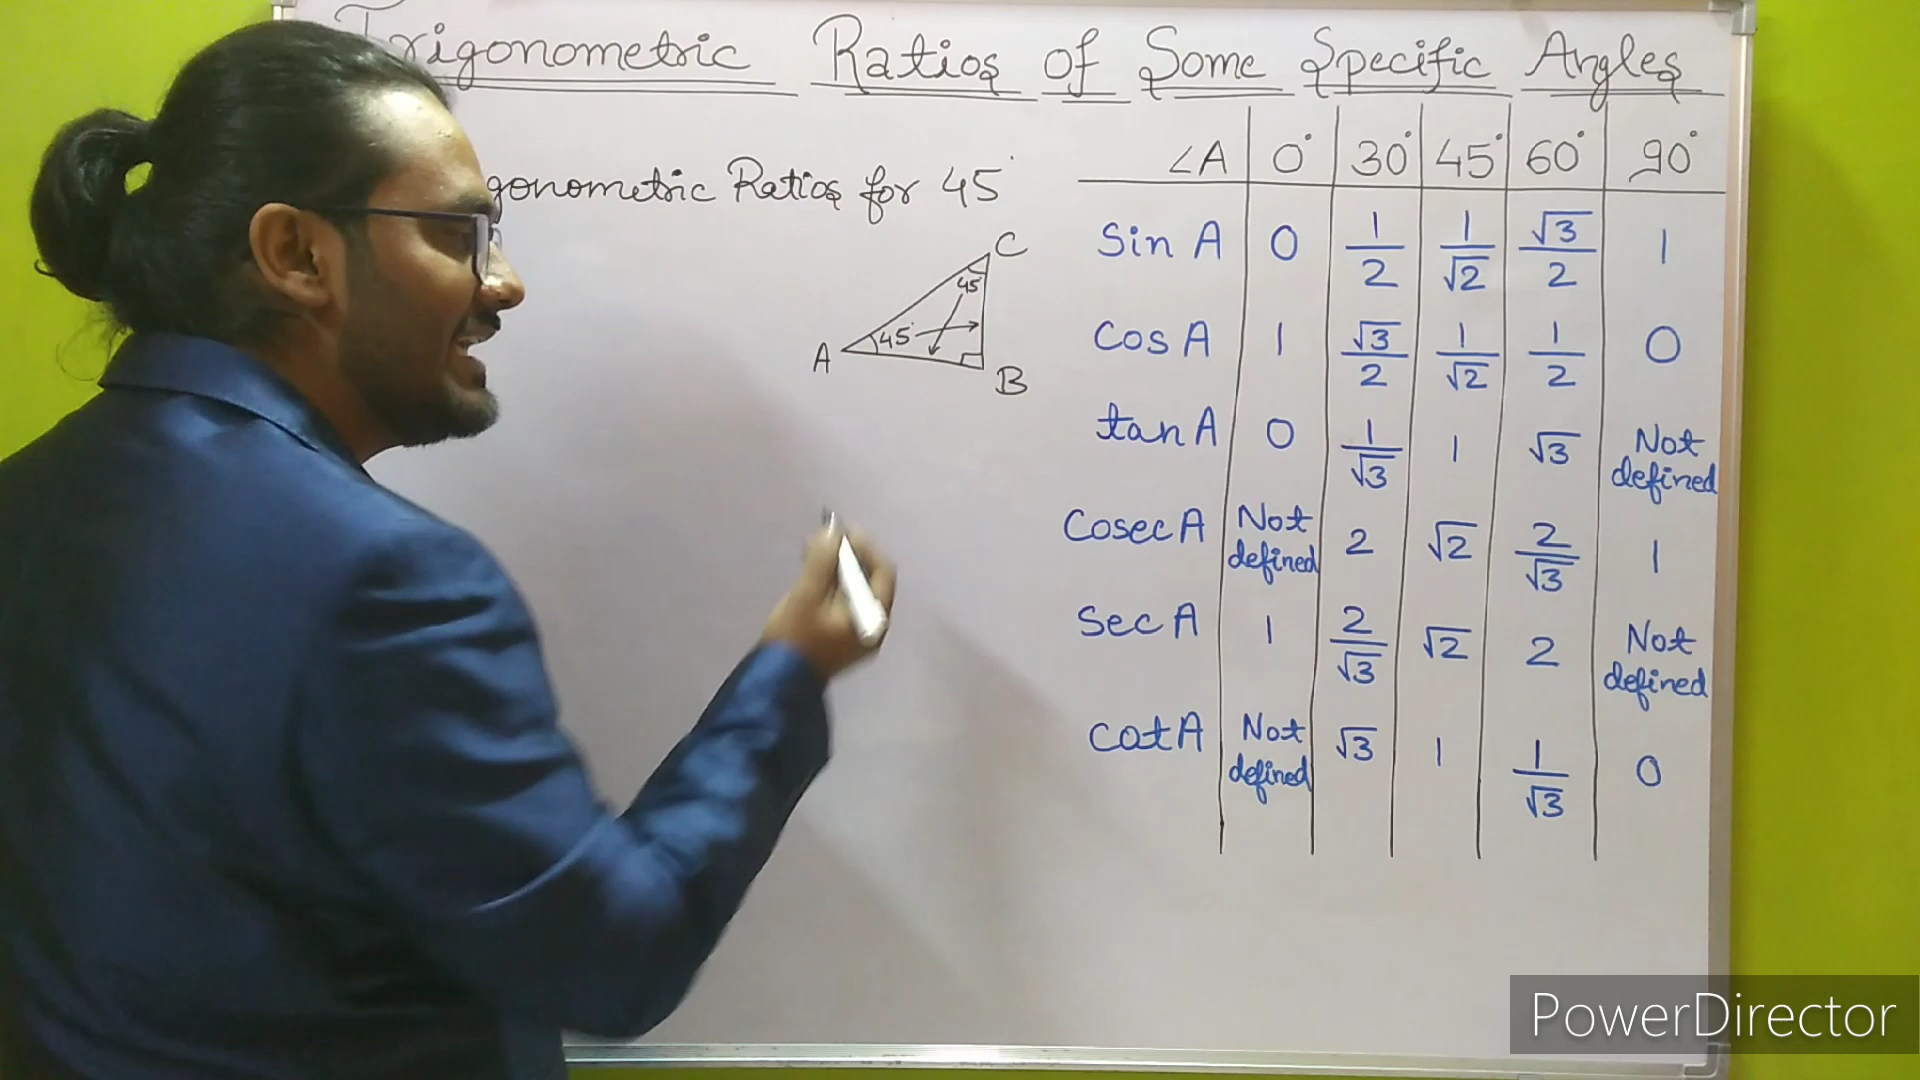 Trigonometric Ratios of Some Specific Angles
gonometric Ratios for 45°
C
45°
45°
A
B
∠A 0° 30° 45° 60° 90°
Sin A 0 1/2 1/√2 √3/2 1
Cos A 1 √3/2 1/√2 1/2 0
tan A 0 1/√3 1 √3 Not defined
Cosec A Not defined 2 √2 2/√3 1
Sec A 1 2/√3 √2 2 Not defined
Cot A Not defined √3 1 1/√3 0
PowerDirector